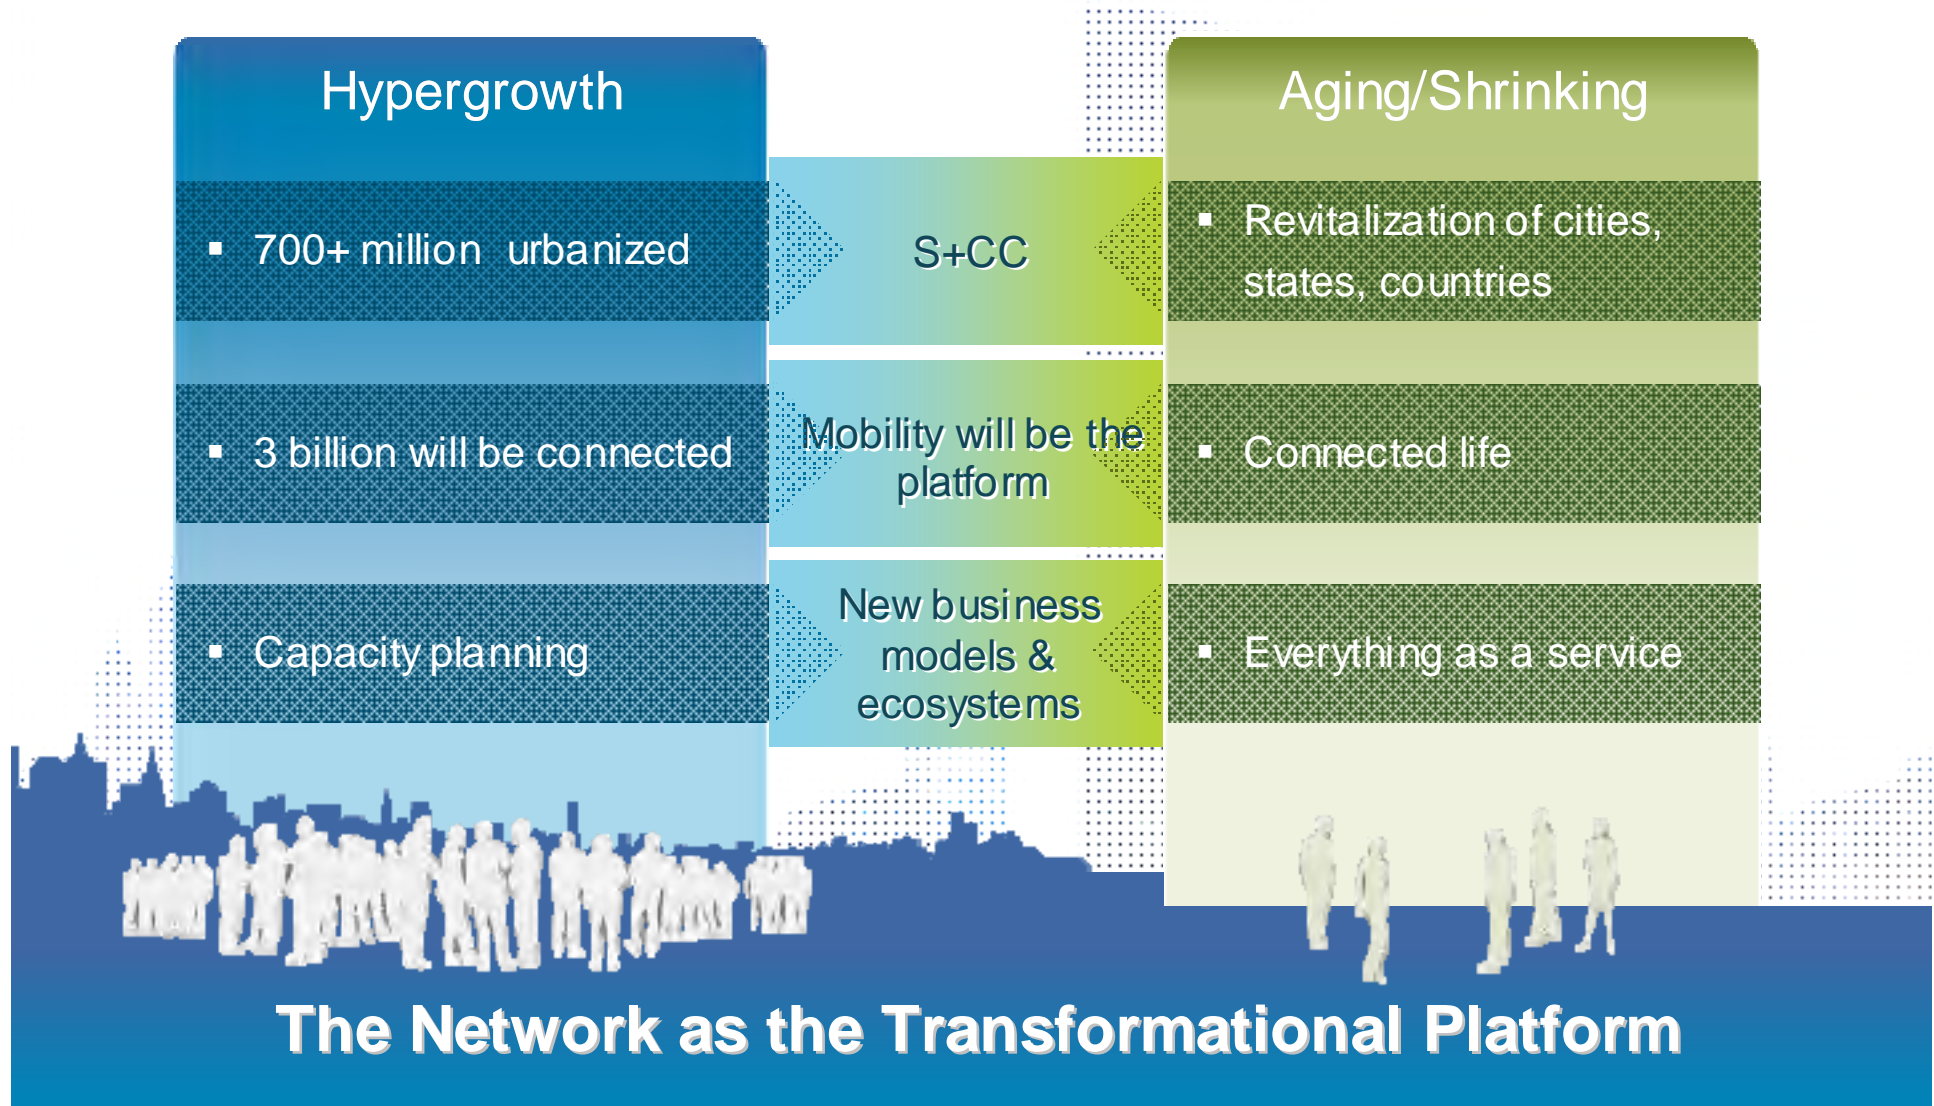 Hypergrowth
Aging/Shrinking
▪ 700+ million urbanized
S+CC
▪ Revitalization of cities,
states, countries
▪ 3 billion will be connected
Mobility will be the
platform
▪ Connected life
▪ Capacity planning
New business
models &
ecosystems
▪ Everything as a service
The Network as the Transformational Platform